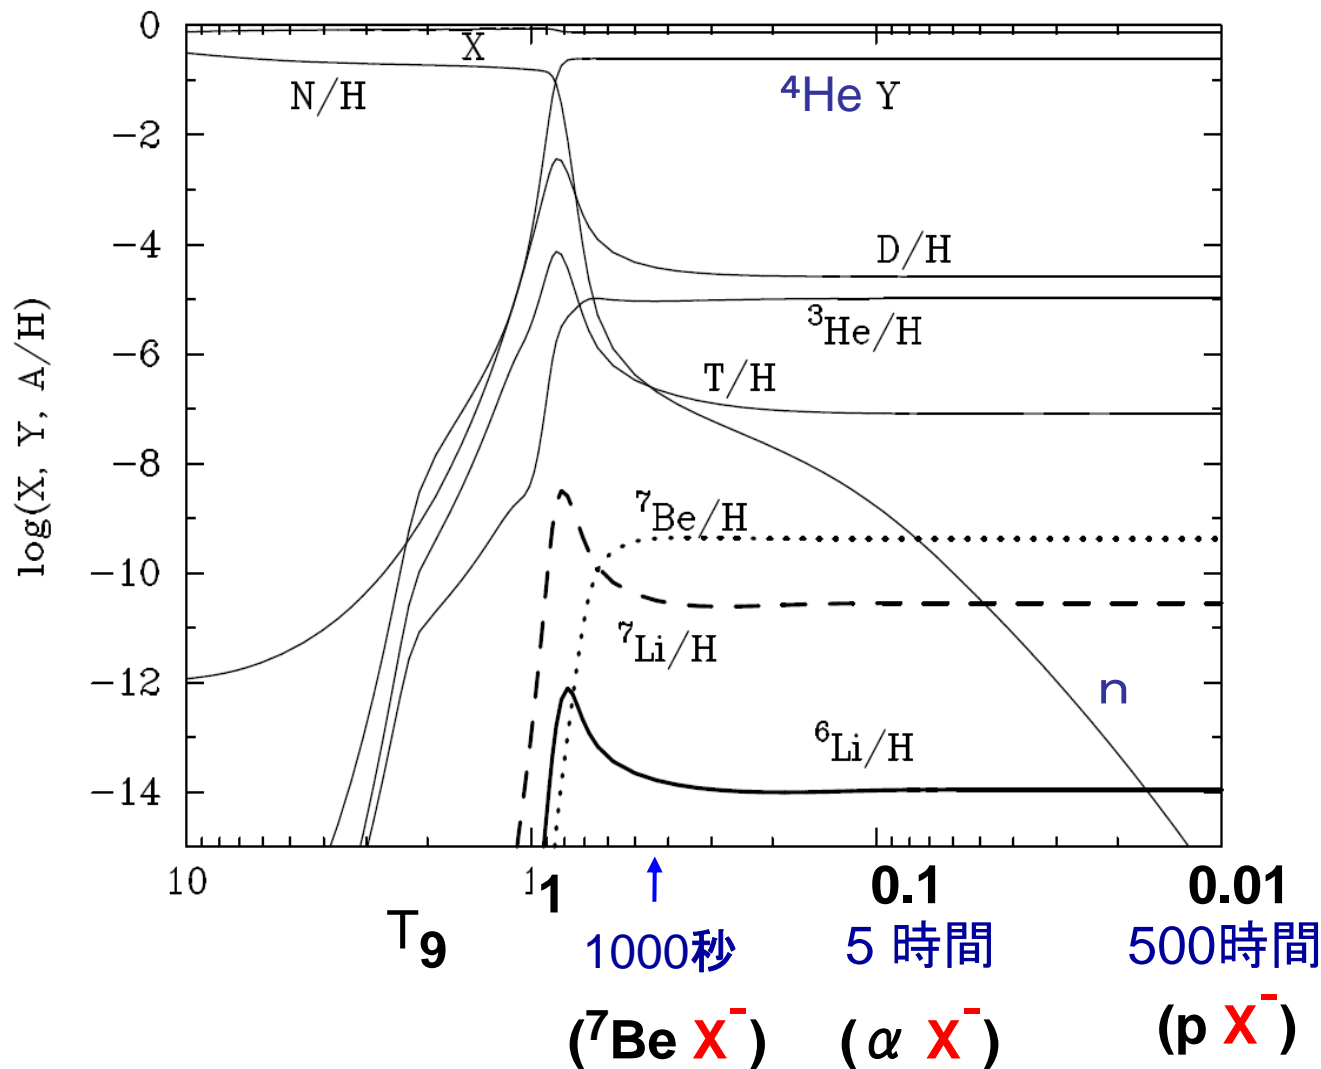 0
X
N/H
⁴He Y
−2
−4
D/H
³He/H
log(X, Y, A/H)
−6
T/H
−8
⁷Be/H
−10
⁷Li/H
−12
n
⁶Li/H
−14
10
1 1
0.1
0.01
T₉
1000秒
5 時間
500時間
(⁷Be X⁻)
(α X⁻)
(p X⁻)